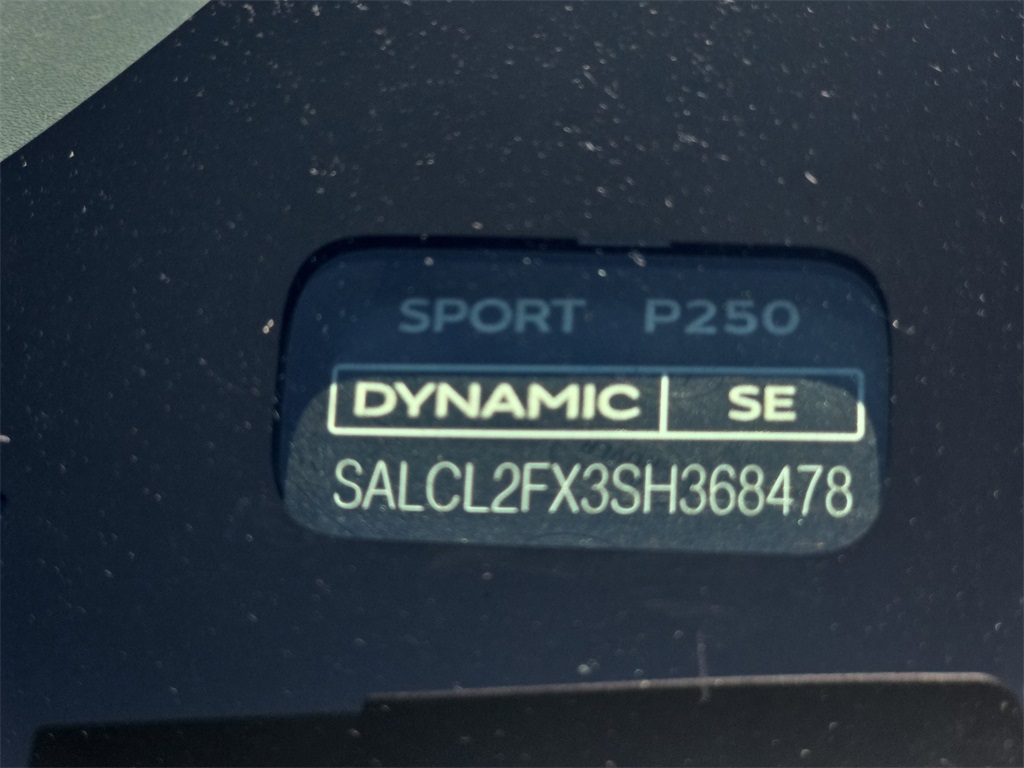 SPORT P250
DYNAMIC SE
SALCL2FX3SH368478